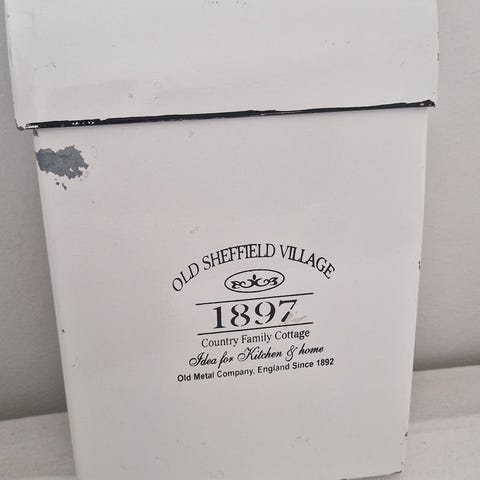 OLD SHEFFIELD VILLAGE
1897
Country Family Cottage
Idea for Kitchen & home
Old Metal Company, England Since 1892